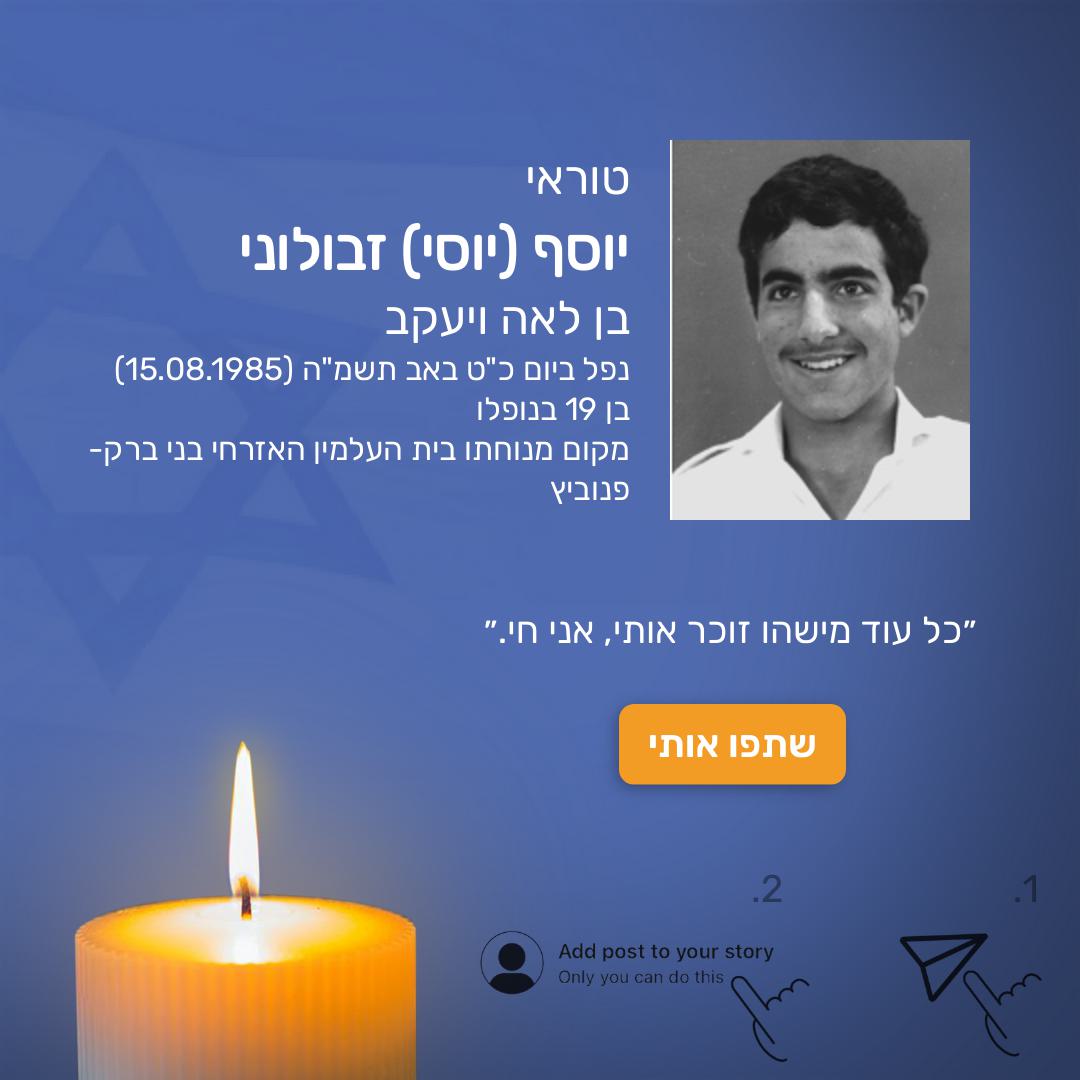 טוראי
יוסף (יוסי) זבולוני
בן לאה ויעקב
נפל ביום כ"ט באב תשמ"ה (15.08.1985)
בן 19 בנופלו
מקום מנוחתו בית העלמין האזרחי בני ברק-
פנוביץ
״כל עוד מישהו זוכר אותי, אני חי.״
שתפו אותי
.1
.2
Add post to your story
Only you can do this